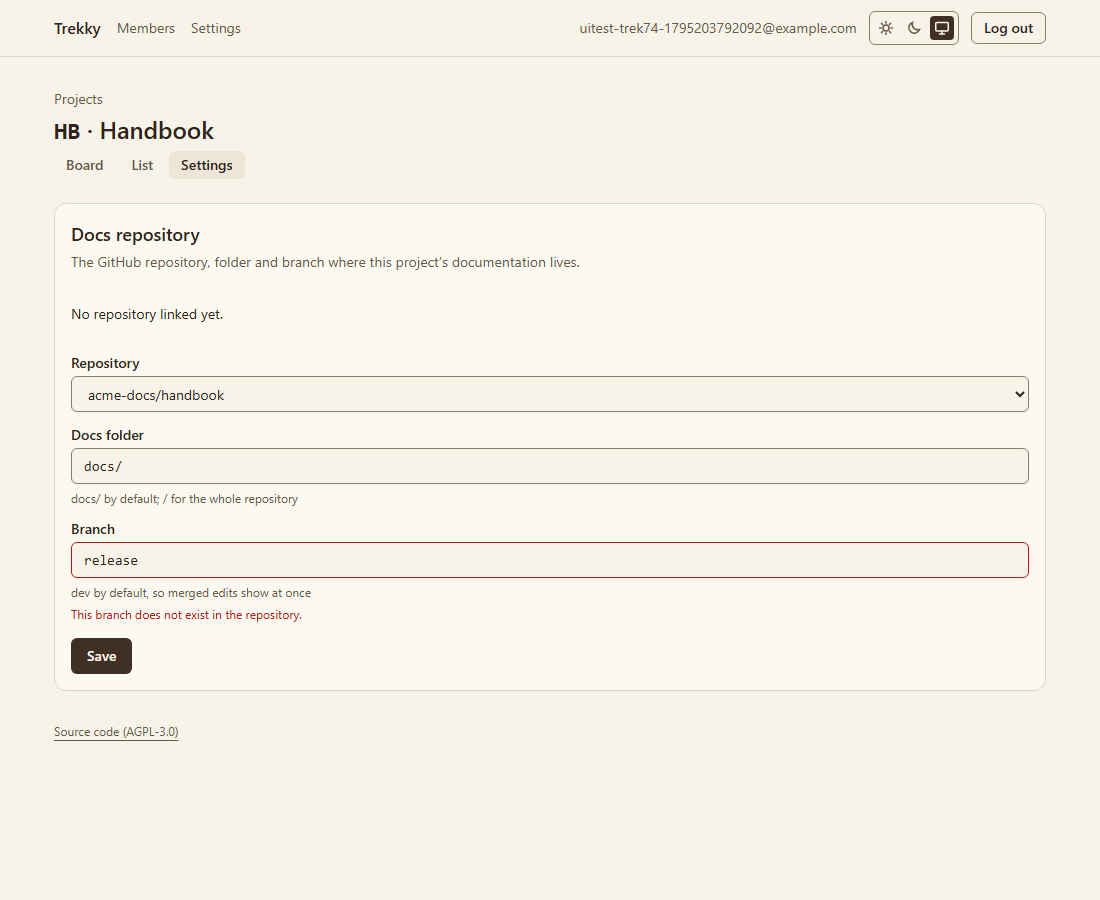 Trekky Members Settings uitest-trek74-1795203792092@example.com Log out
Projects
HB · Handbook
Board List Settings
Docs repository
The GitHub repository, folder and branch where this project's documentation lives.
No repository linked yet.
Repository
acme-docs/handbook
Docs folder
docs/
docs/ by default; / for the whole repository
Branch
release
dev by default, so merged edits show at once
This branch does not exist in the repository.
Save
Source code (AGPL-3.0)